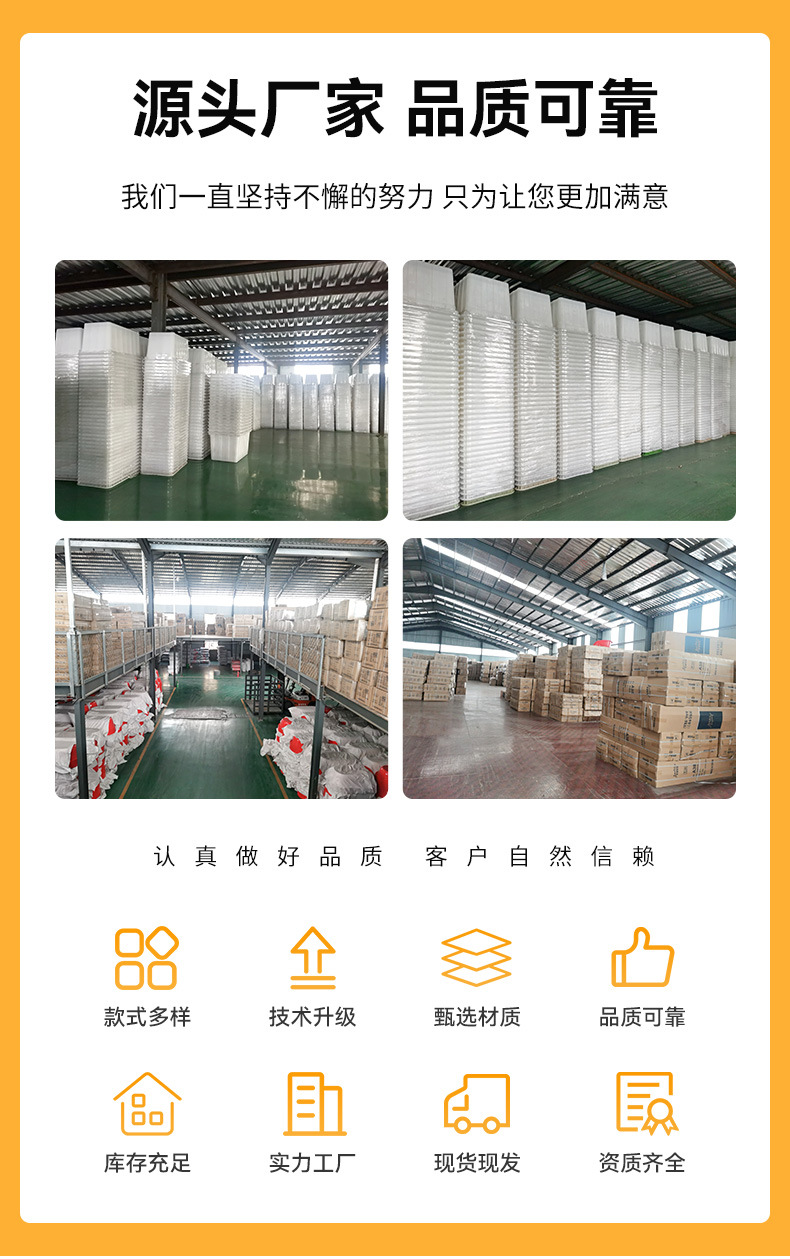 源头厂家 品质可靠
我们一直坚持不懈的努力 只为让您更加满意
认真做好品质 客户自然信赖
款式多样 技术升级 甄选材质 品质可靠
库存充足 实力工厂 现货现发 资质齐全